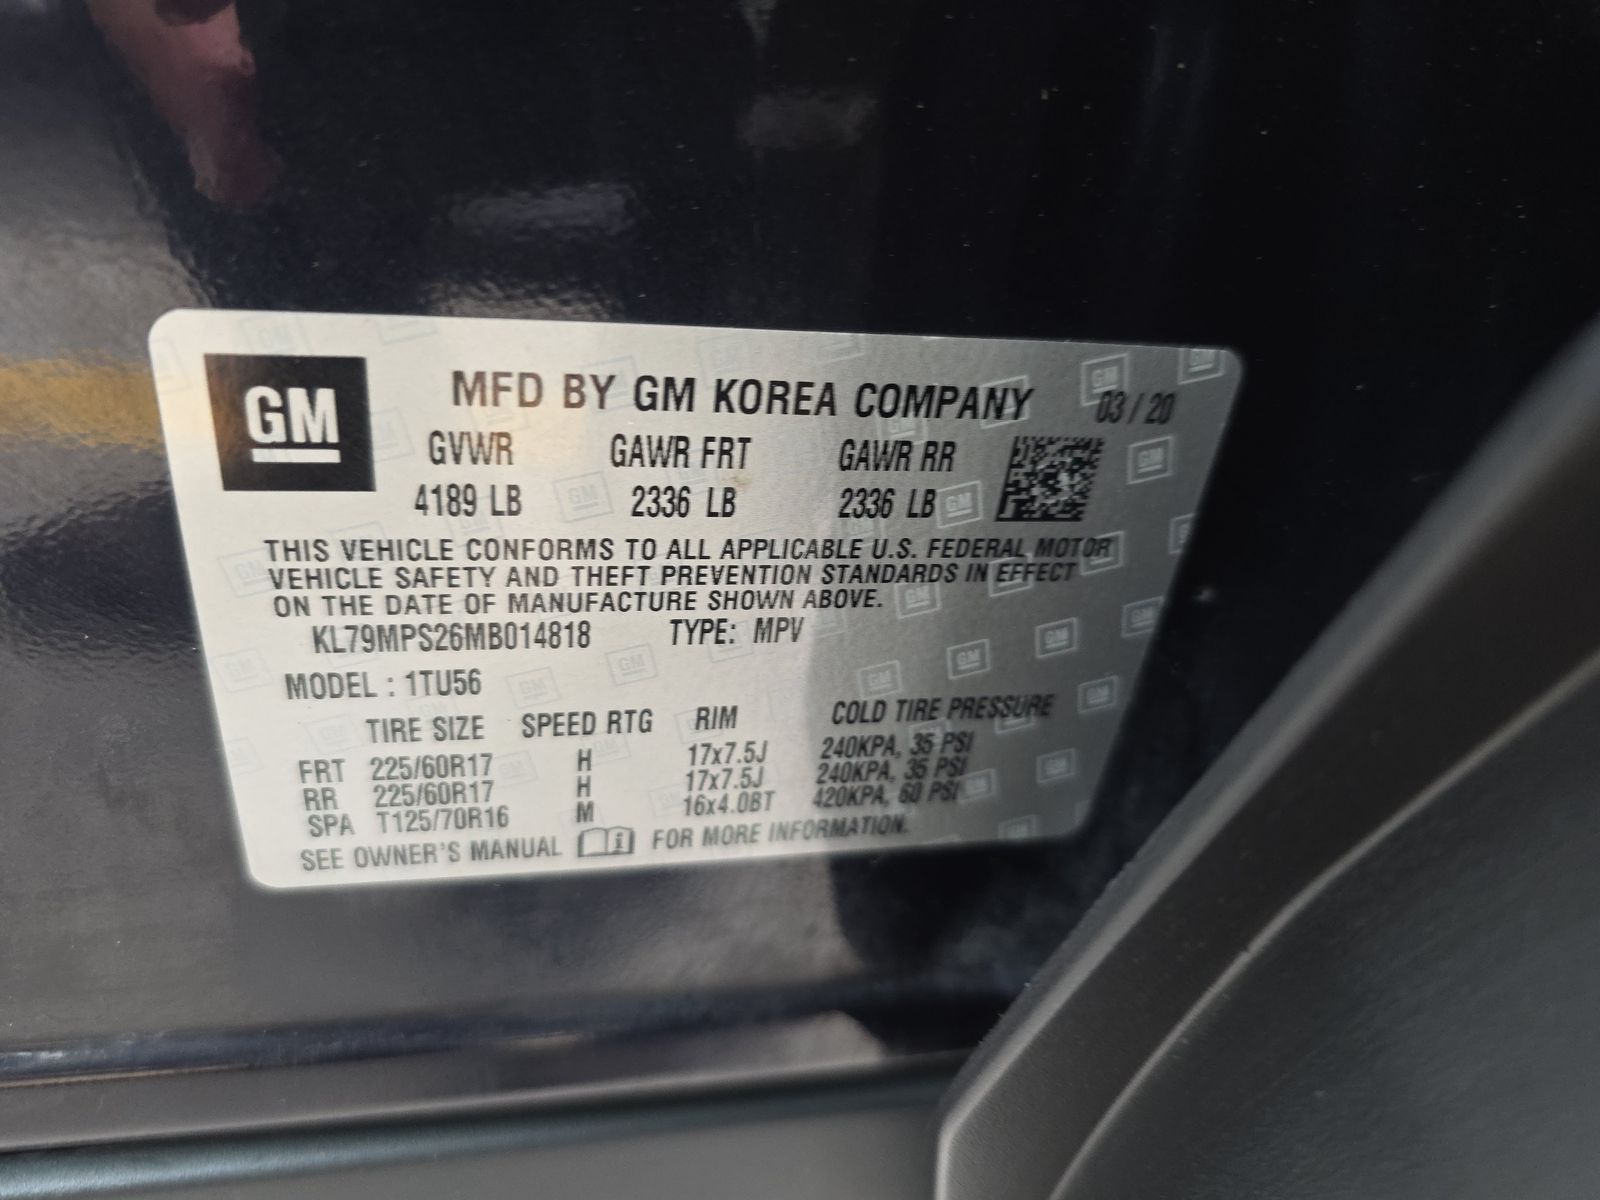 GM
MFD BY GM KOREA COMPANY 03 / 20
GVWR GAWR FRT GAWR RR
4189 LB 2336 LB 2336 LB
THIS VEHICLE CONFORMS TO ALL APPLICABLE U.S. FEDERAL MOTOR
VEHICLE SAFETY AND THEFT PREVENTION STANDARDS IN EFFECT
ON THE DATE OF MANUFACTURE SHOWN ABOVE.
KL79MPS26MB014818 TYPE: MPV
MODEL : 1TU56
TIRE SIZE SPEED RTG RIM COLD TIRE PRESSURE
FRT 225/60R17 H 17x7.5J 240KPA, 35 PSI
RR 225/60R17 H 17x7.5J 240KPA, 35 PSI
SPA T125/70R16 M 16x4.0BT 420KPA, 60 PSI
SEE OWNER'S MANUAL i FOR MORE INFORMATION.